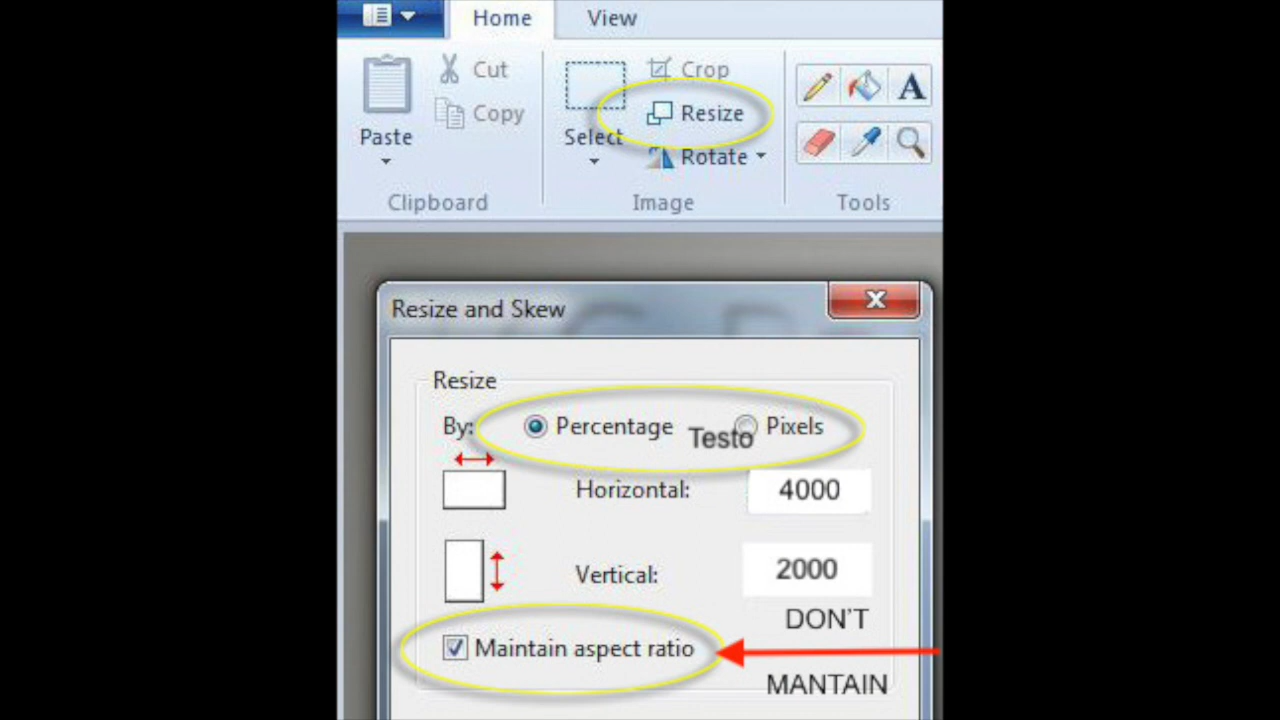 Home View
Cut
Copy
Paste
Clipboard
Crop
Resize
Rotate
Select
Image
A
Tools
Resize and Skew
Resize
By: Percentage Pixels
Testo
Horizontal: 4000
Vertical: 2000
DON'T
Maintain aspect ratio
MANTAIN